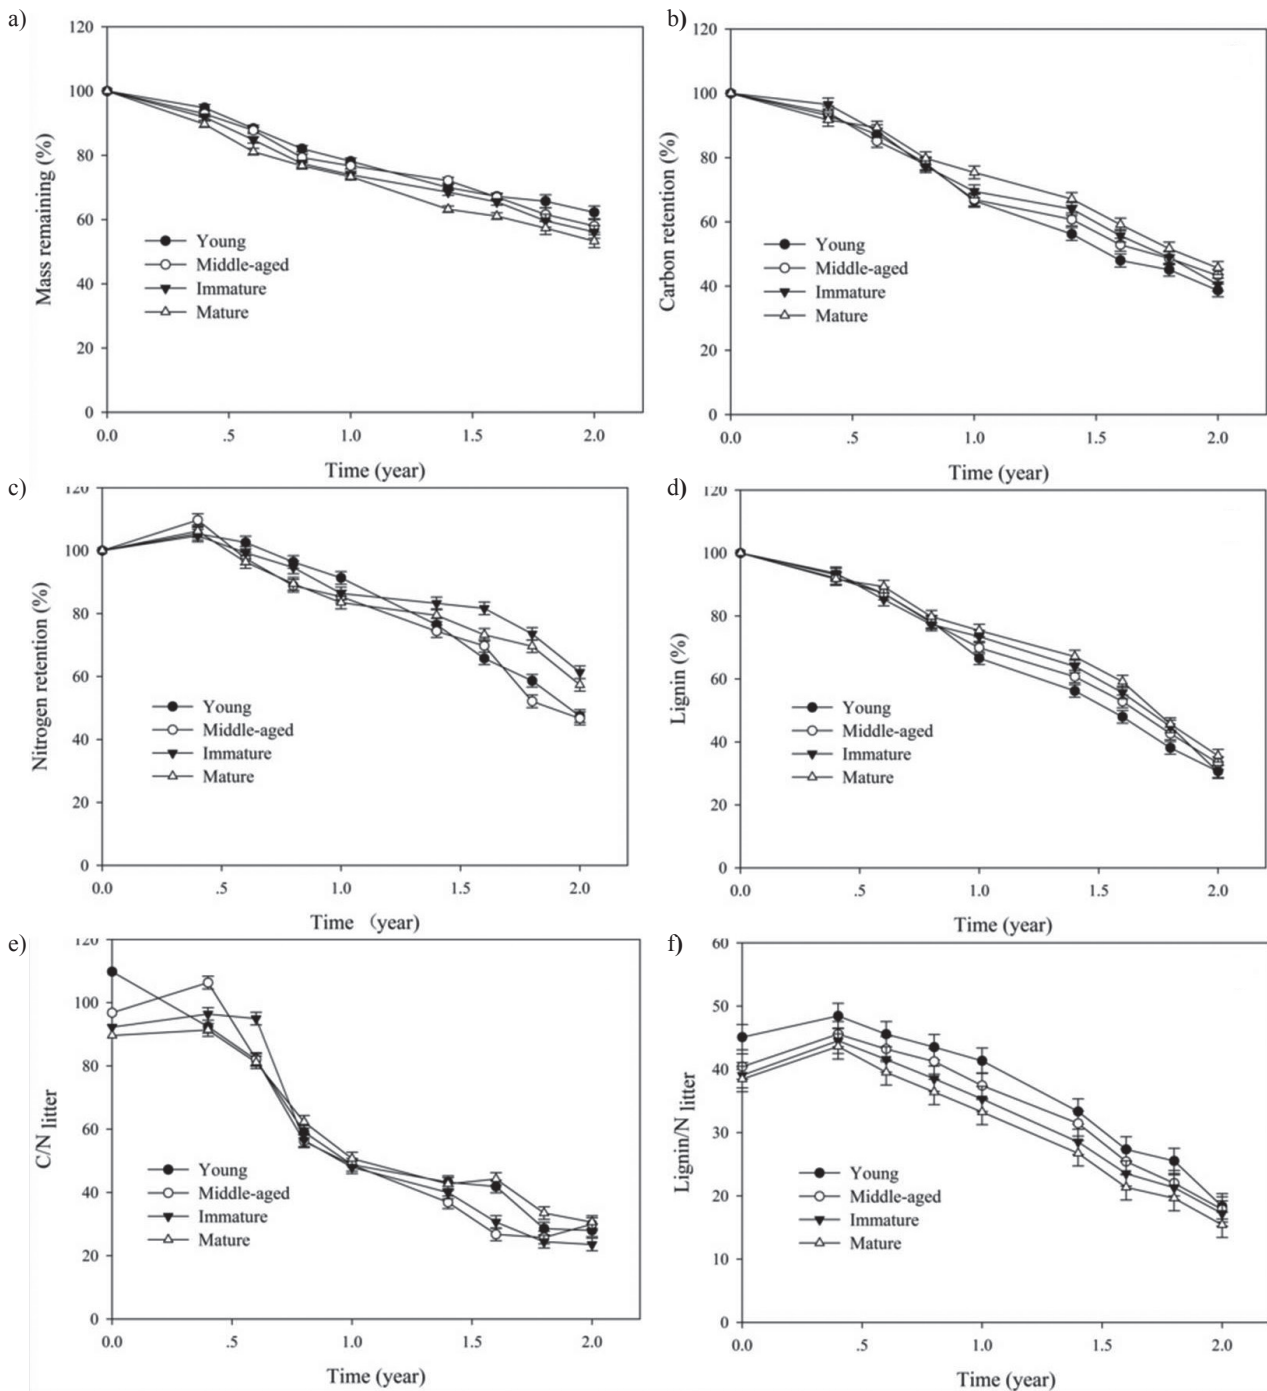 a)
120
100
80
60
40
20
0
Mass remaining (%)
Young
Middle-aged
Immature
Mature
0.0 .5 1.0 1.5 2.0
Time (year)
b)
120
100
80
60
40
20
0
Carbon retention (%)
Young
Middle-aged
Immature
Mature
0.0 .5 1.0 1.5 2.0
Time (year)
c)
120
100
80
60
40
20
0
Nitrogen retention (%)
Young
Middle-aged
Immature
Mature
0.0 .5 1.0 1.5 2.0
Time （year)
d)
120
100
80
60
40
20
0
Lignin (%)
Young
Middle-aged
Immature
Mature
0.0 .5 1.0 1.5 2.0
Time (year)
e)
120
100
80
60
40
20
0
C/N litter
Young
Middle-aged
Immature
Mature
0.0 .5 1.0 1.5 2.0
Time (year)
f)
60
50
40
30
20
10
0
Lignin/N litter
Young
Middle-aged
Immature
Mature
0.0 .5 1.0 1.5 2.0
Time (year)